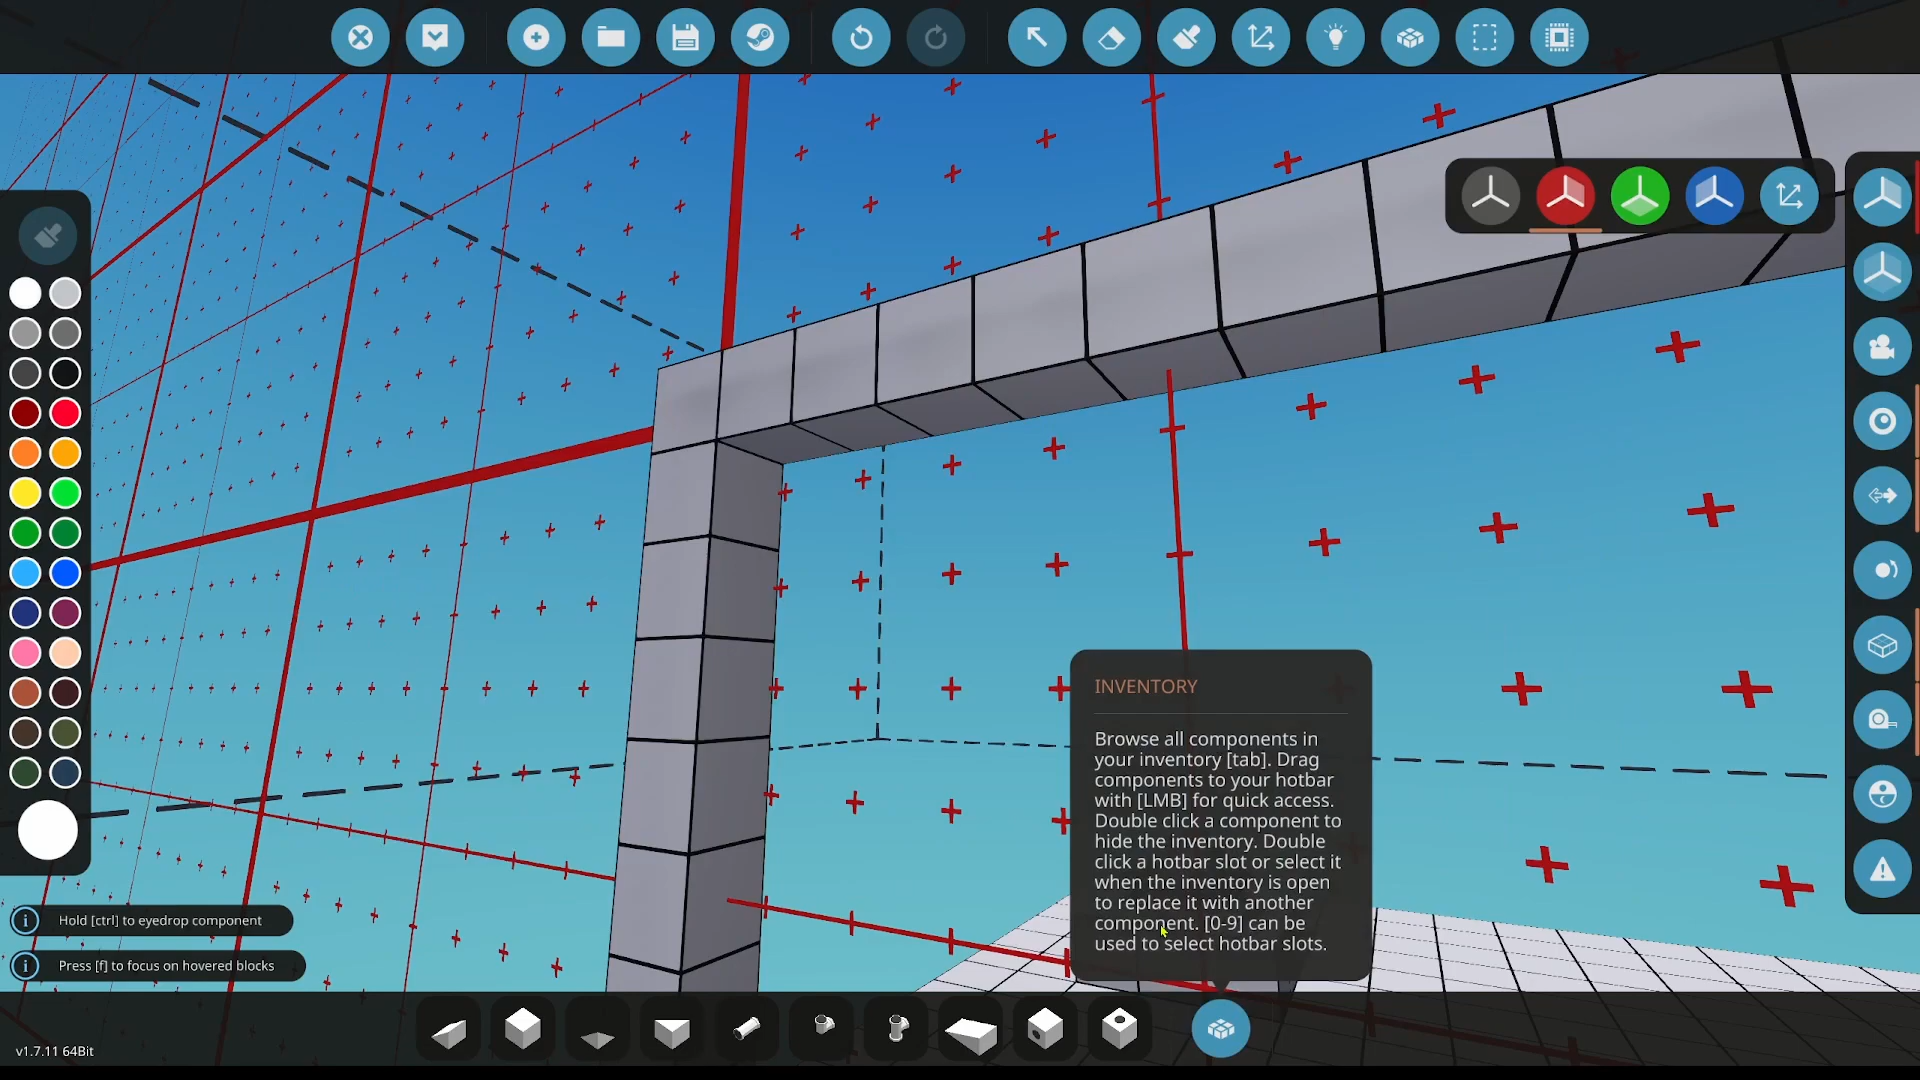 INVENTORY
Browse all components in
your inventory [tab]. Drag
components to your hotbar
with [LMB] for quick access.
Double click a component to
hide the inventory. Double
click a hotbar slot or select it
when the inventory is open
to replace it with another
component. [0-9] can be
used to select hotbar slots.
Hold [ctrl] to eyedrop component
Press [f] to focus on hovered blocks
v1.7.11 64Bit